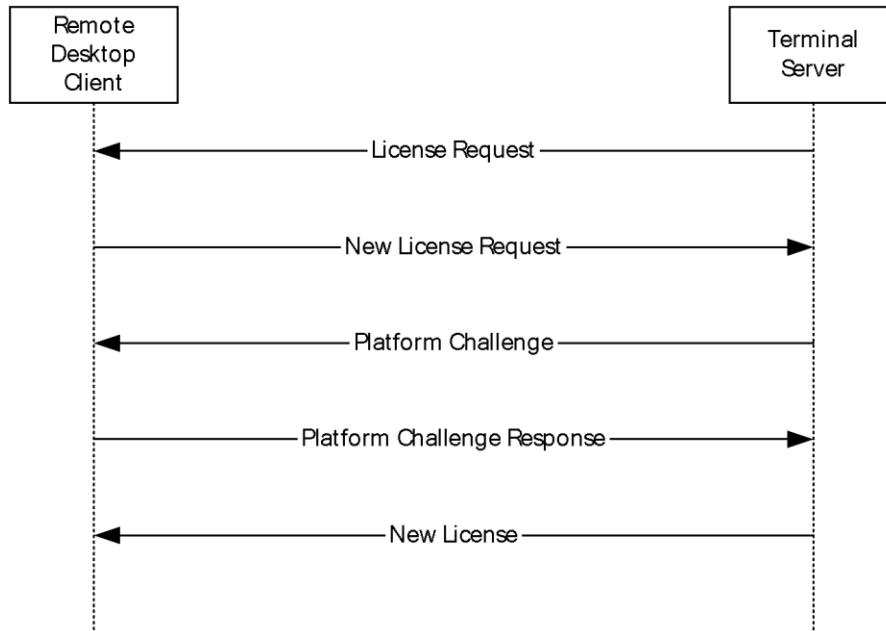 Remote
Desktop
Client
Terminal
Server
License Request
New License Request
Platform Challenge
Platform Challenge Response
New License